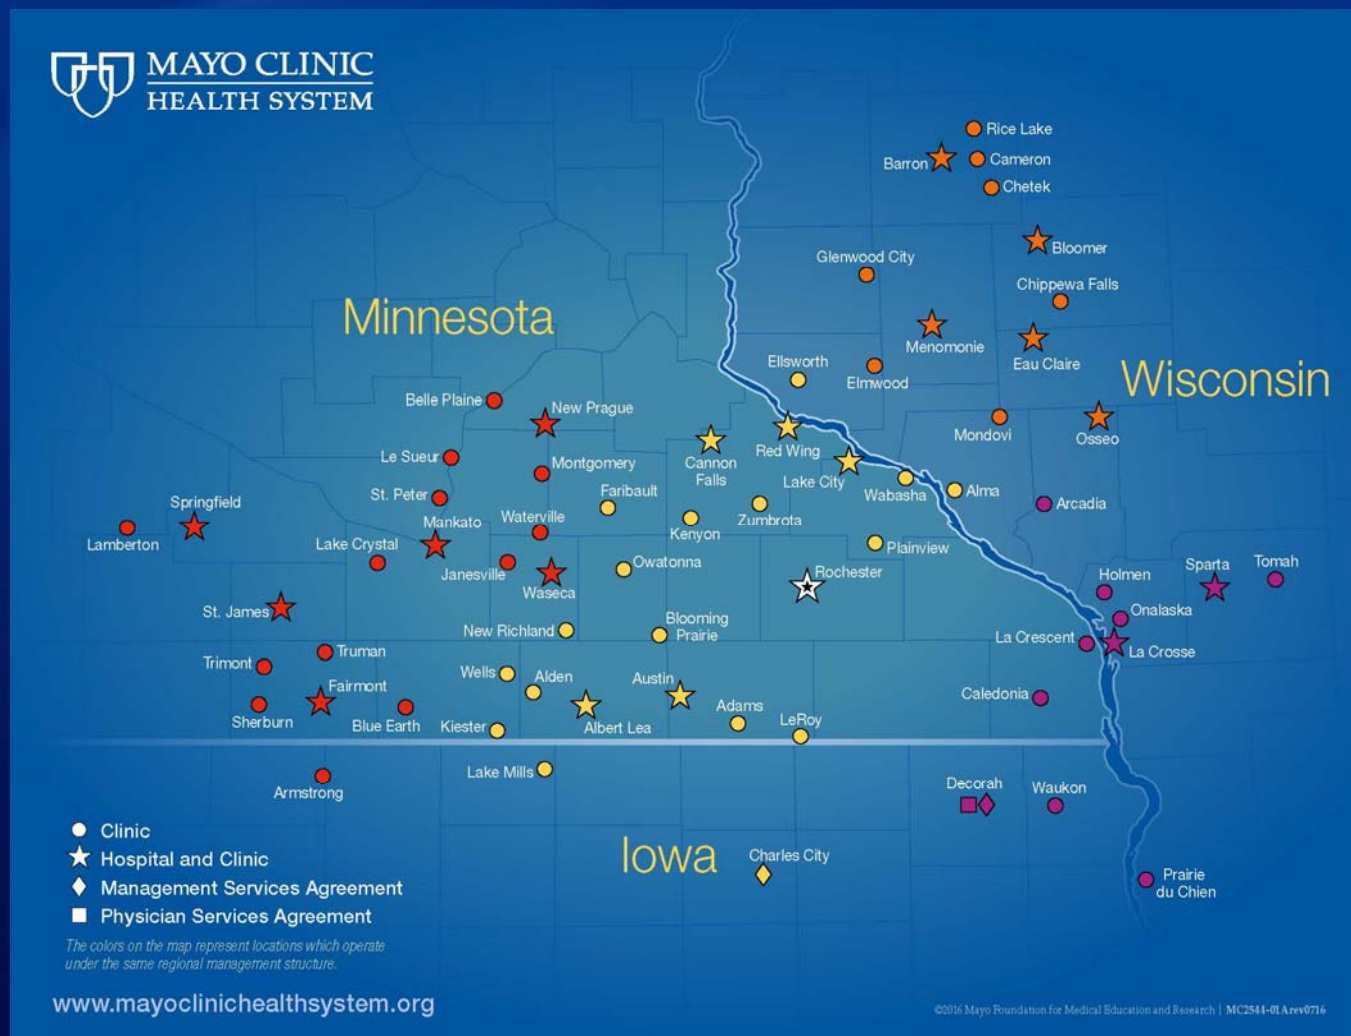 MAYO CLINIC
HEALTH SYSTEM
Rice Lake
Barron
Cameron
Chetek
Bloomer
Glenwood City
Chippewa Falls
Minnesota
Menomonie
Eau Claire
Ellsworth
Elmwood
Wisconsin
Belle Plaine
New Prague
Mondovi
Osseo
Red Wing
Cannon
Falls
Le Sueur
Montgomery
Lake City
Wabasha
Alma
St. Peter
Faribault
Springfield
Arcadia
Mankato
Waterville
Zumbrota
Kenyon
Lamberton
Lake Crystal
Plainview
Janesville
Owatonna
Rochester
Waseca
Holmen
Sparta
Tomah
St. James
Onalaska
New Richland
Blooming
Prairie
La Crescent
La Crosse
Truman
Trimont
Wells
Alden
Austin
Fairmont
Caledonia
Adams
Sherburn
Blue Earth
Kiester
Albert Lea
LeRoy
Lake Mills
Armstrong
Decorah
Waukon
Clinic
Hospital and Clinic
Management Services Agreement
Physician Services Agreement
Iowa
Charles City
Prairie
du Chien
The colors on the map represent locations which operate
under the same regional management structure.
www.mayoclinichealthsystem.org
©2016 Mayo Foundation for Medical Education and Research | MC2544-01Arev0716